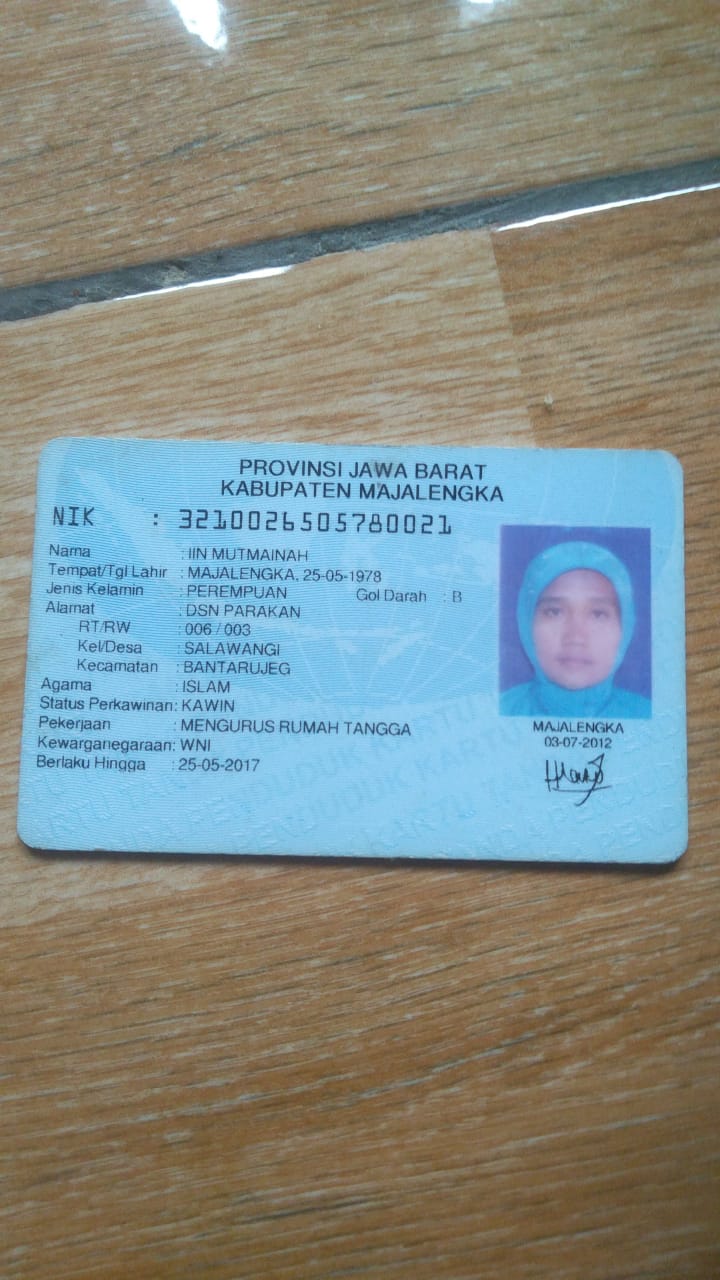 PROVINSI JAWA BARAT
KABUPATEN MAJALENGKA
NIK : 3210026505780021
Nama : IIN MUTMAINAH
Tempat/Tgl Lahir : MAJALENGKA, 25-05-1978
Jenis Kelamin : PEREMPUAN Gol Darah : B
Alamat : DSN PARAKAN
RT/RW : 006 / 003
Kel/Desa : SALAWANGI
Kecamatan : BANTARUJEG
Agama : ISLAM
Status Perkawinan: KAWIN
Pekerjaan : MENGURUS RUMAH TANGGA
Kewarganegaraan: WNI
Berlaku Hingga : 25-05-2017
MAJALENGKA
03-07-2012